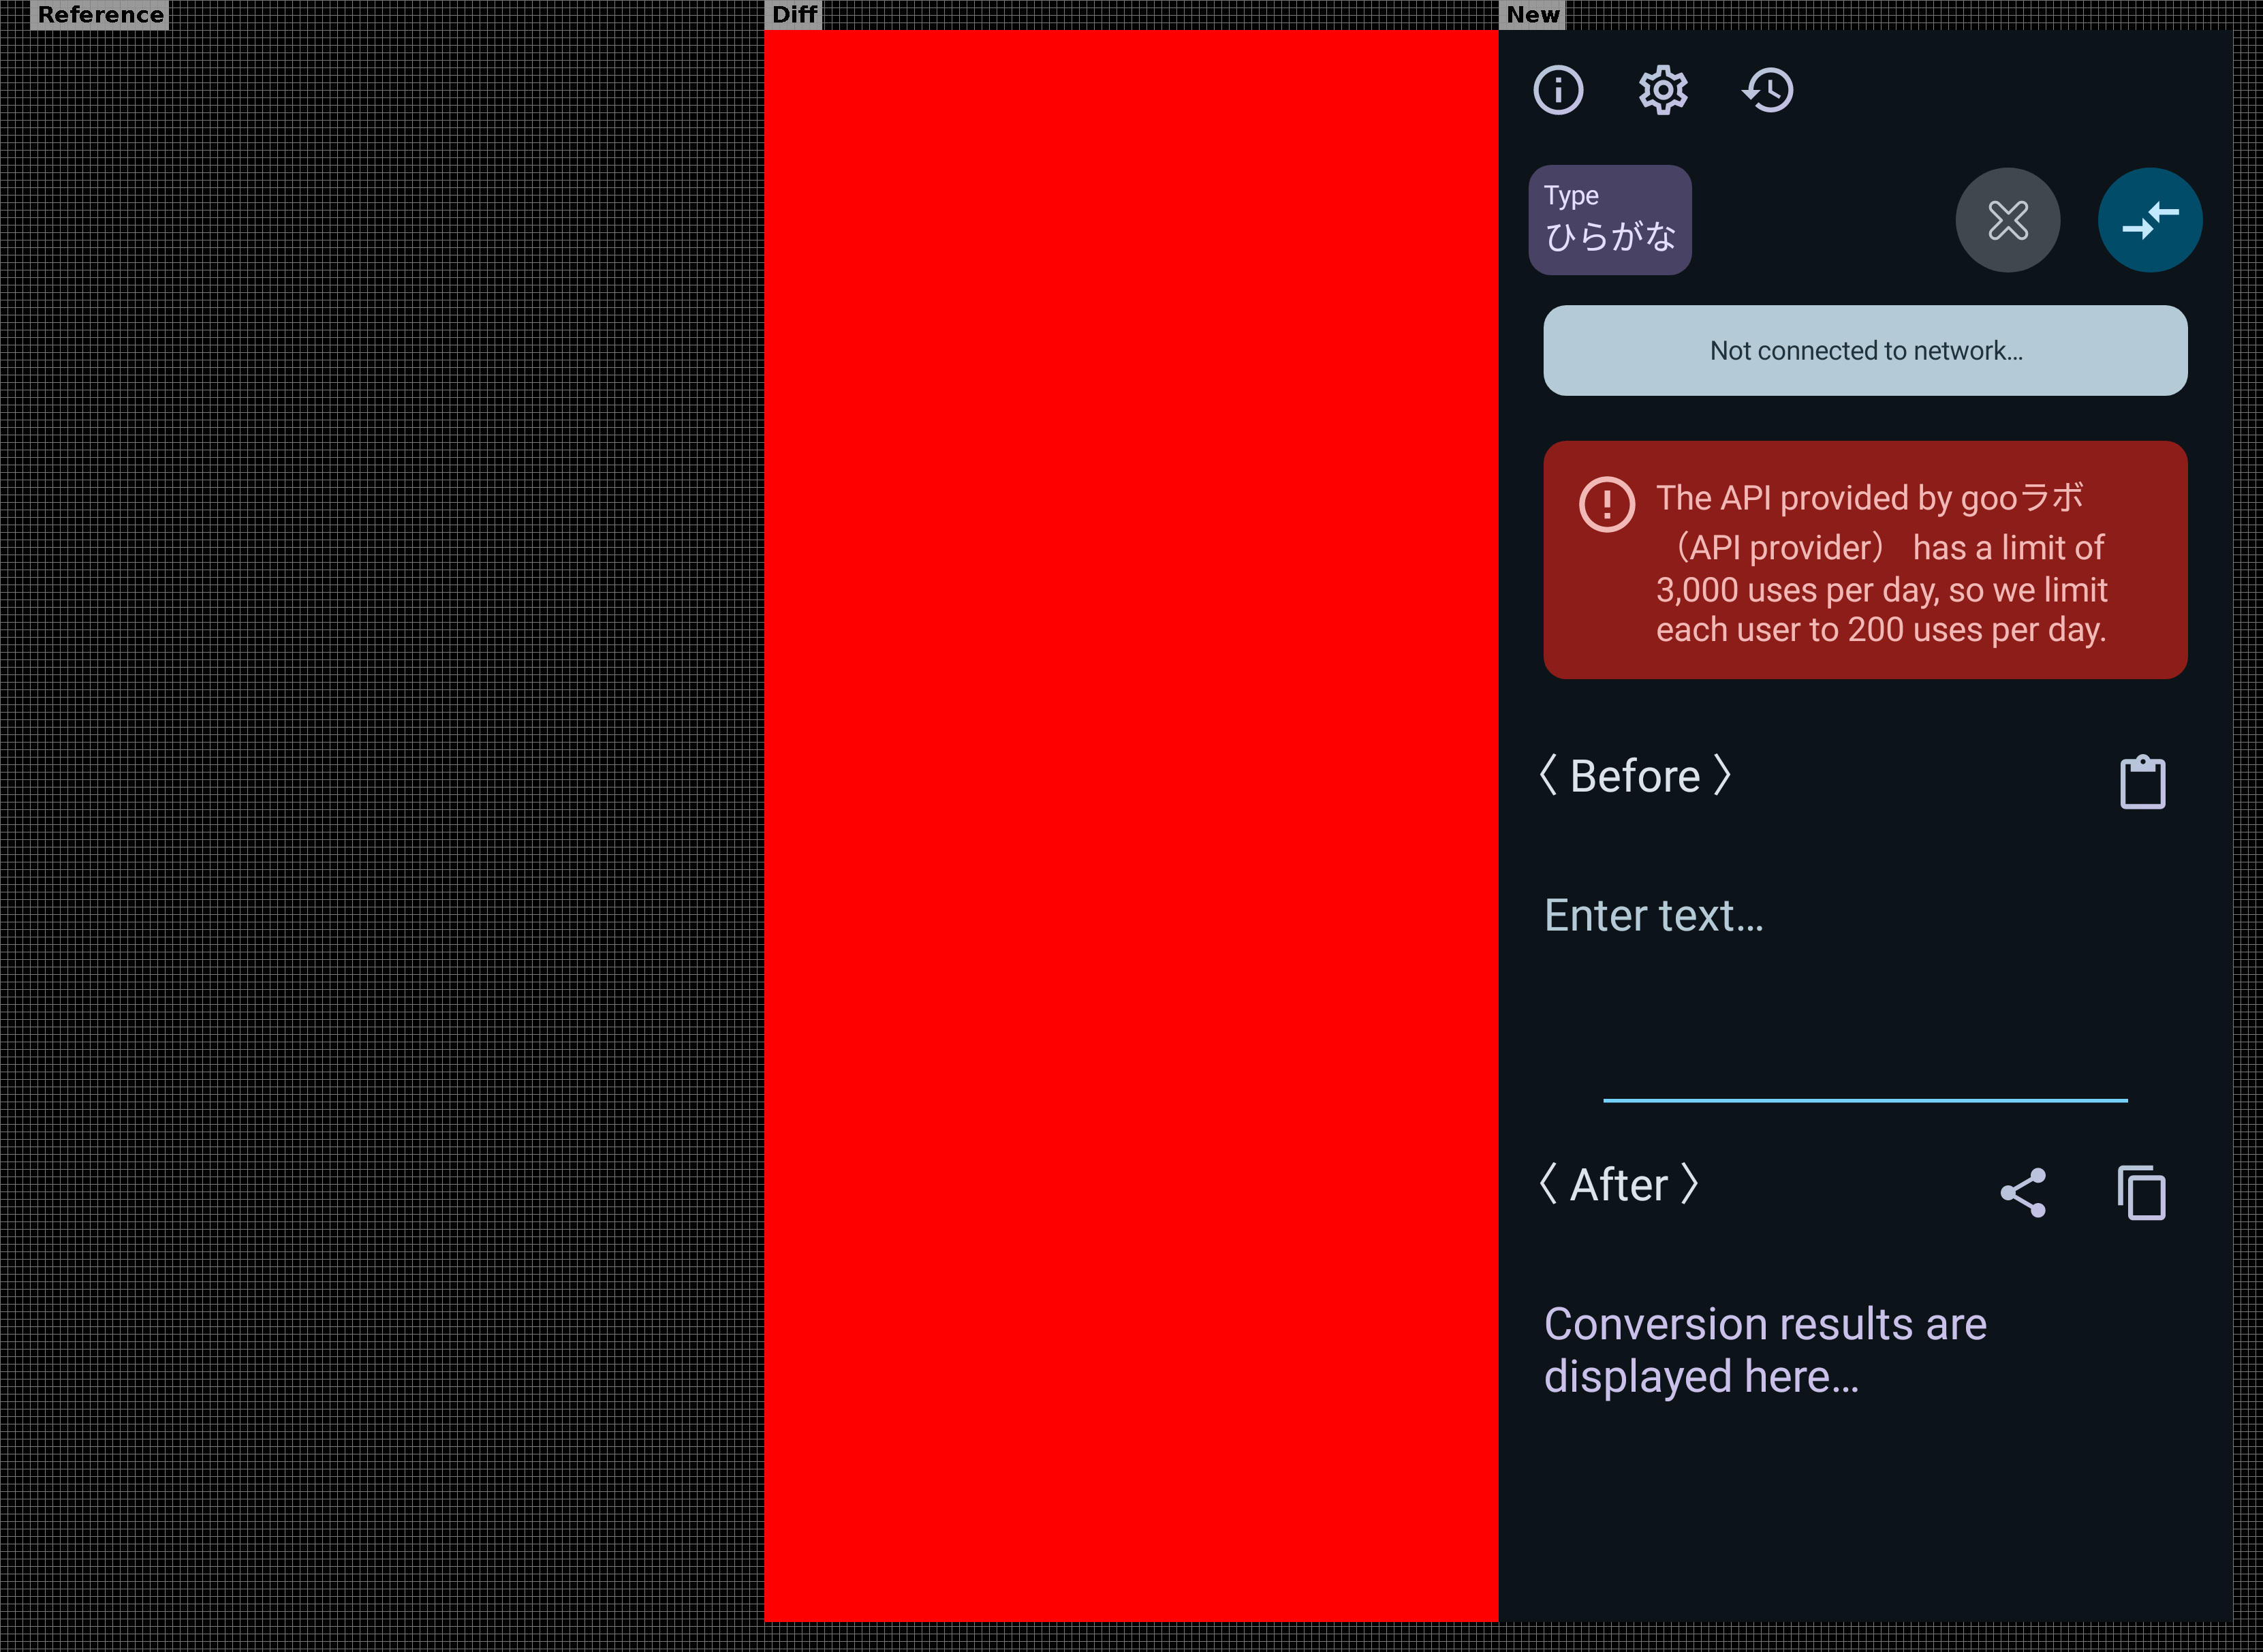 Reference
Diff
New
Type
ひらがな
Not connected to network…
The API provided by gooラボ
（API provider） has a limit of
3,000 uses per day, so we limit
each user to 200 uses per day.
〈 Before 〉
Enter text…
〈 After 〉
Conversion results are
displayed here…